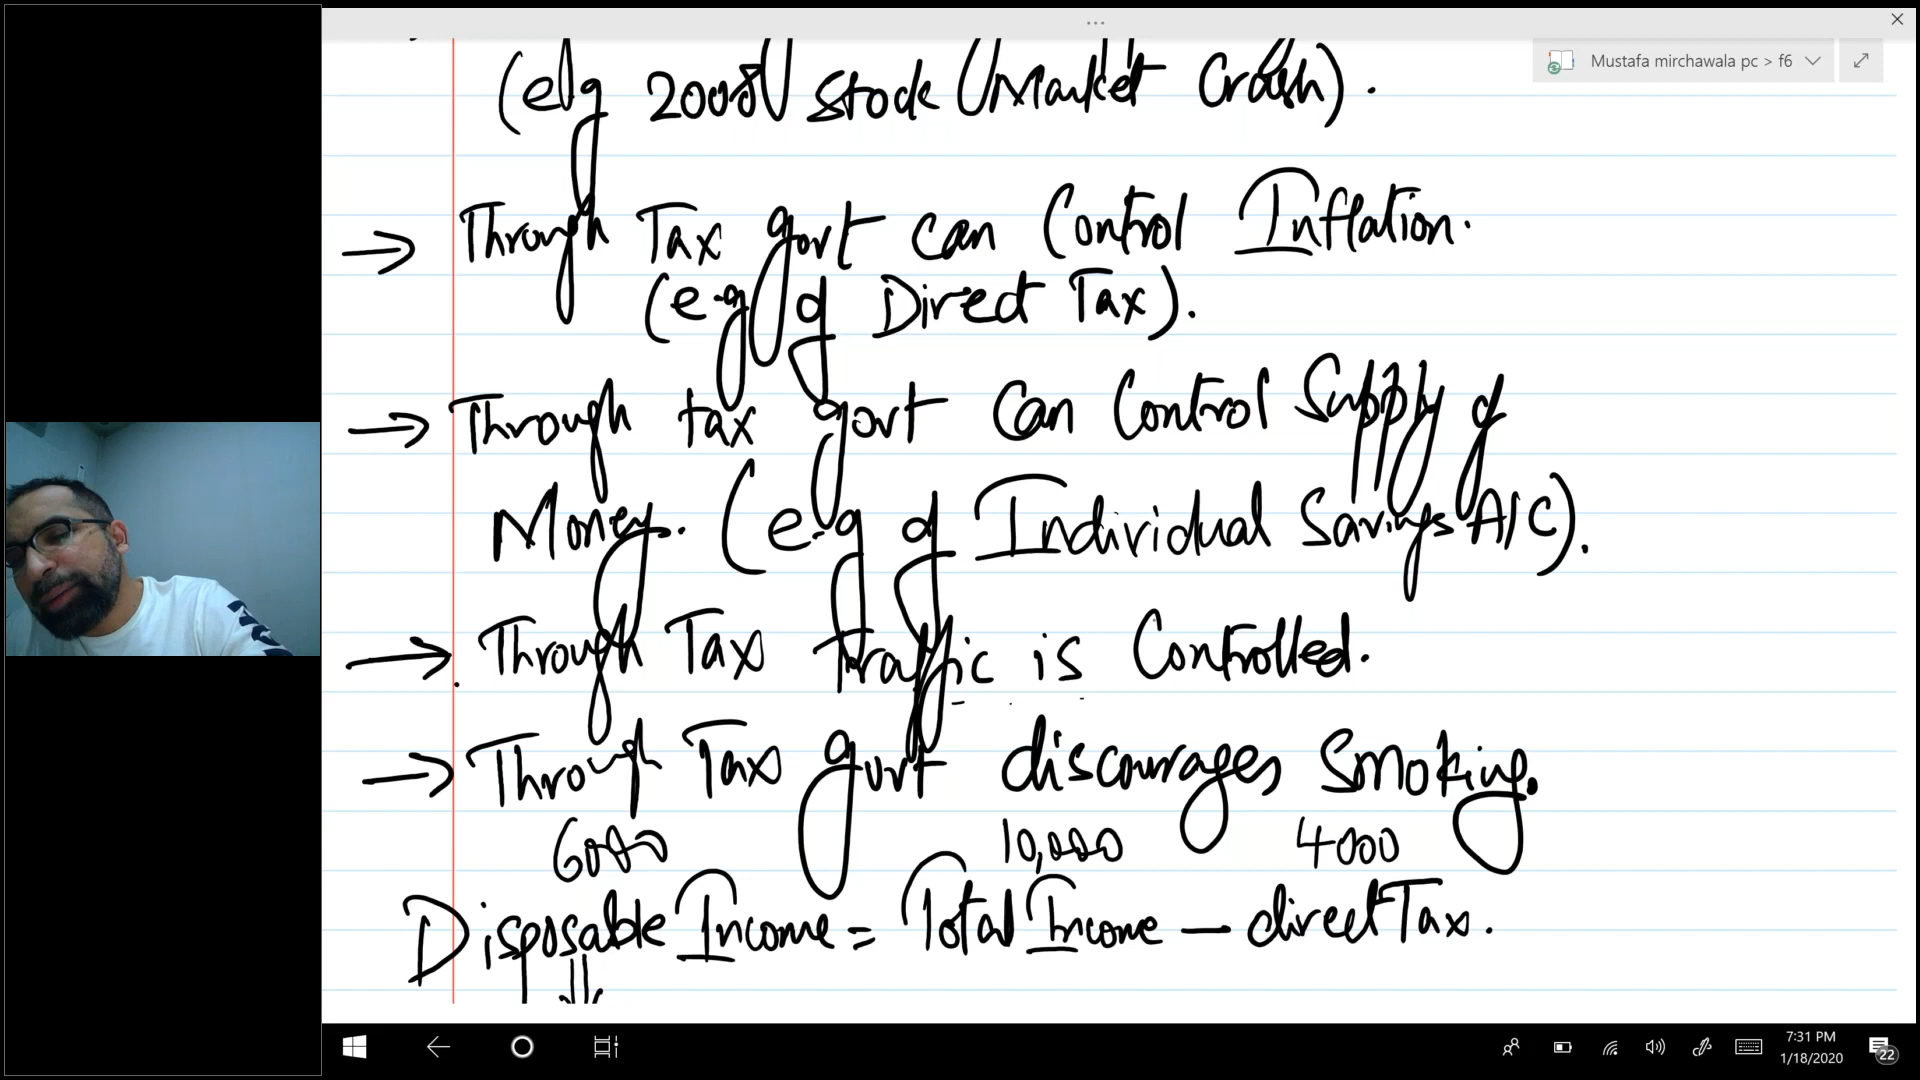 Mustafa mirchawala pc > f6
(e/g 2008 Stock Market Crash).
→ Through Tax govt can Control Inflation.
(e.g of Direct Tax).
→ Through tax govt Can Control Supply of
Money. (e.g of Individual Savings A/C).
→ Through Tax traffic is Controlled.
→ Through Tax govt discourages Smoking.
6000 10,000 4000
Disposable Income = Total Income — direct Tax.
7:31 PM
1/18/2020
22